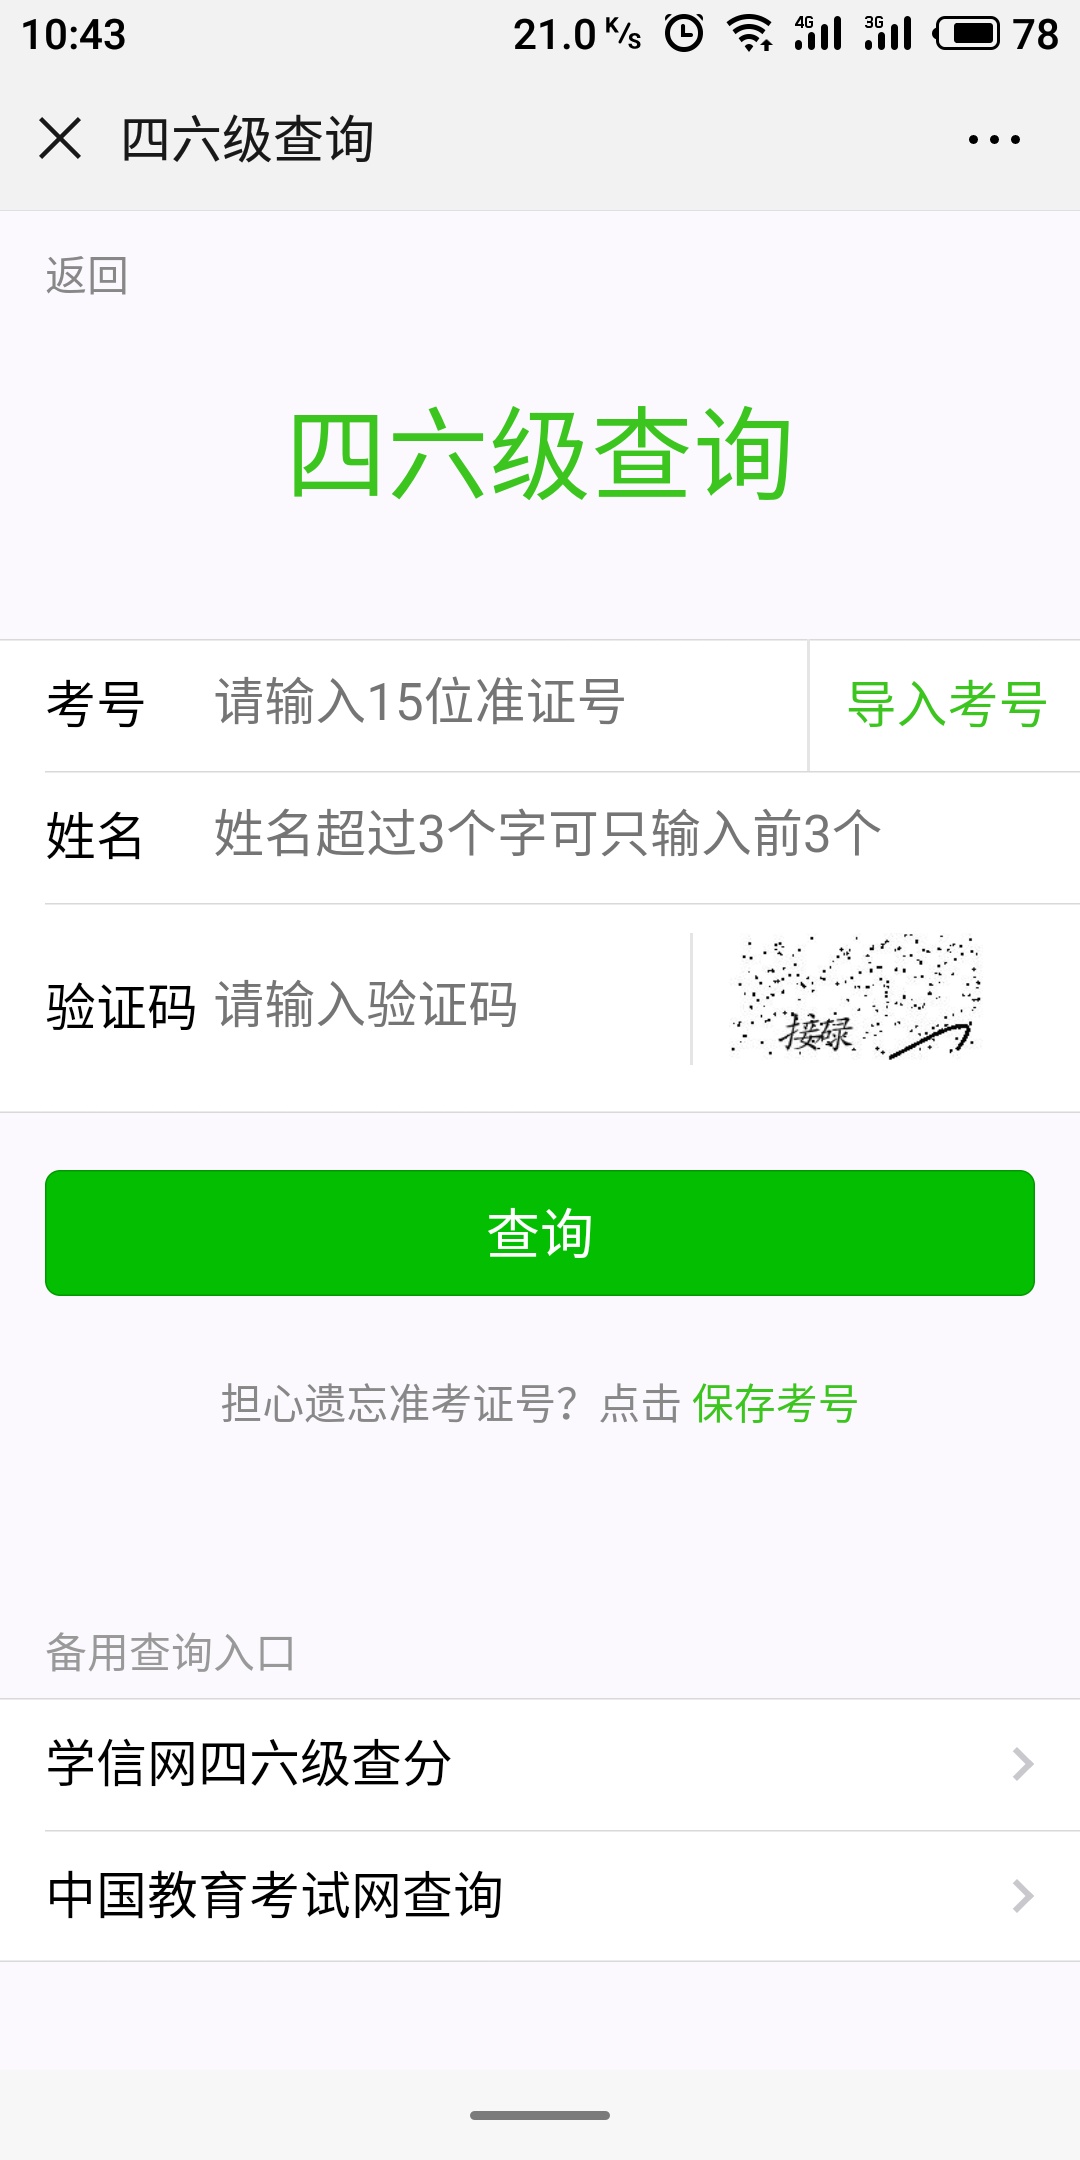 10:43 21.0 K/s 4G 3G 78
四六级查询
返回
四六级查询
考号 请输入15位准证号 导入考号
姓名 姓名超过3个字可只输入前3个
验证码 请输入验证码 接碌
查询
担心遗忘准考证号？点击 保存考号
备用查询入口
学信网四六级查分
中国教育考试网查询